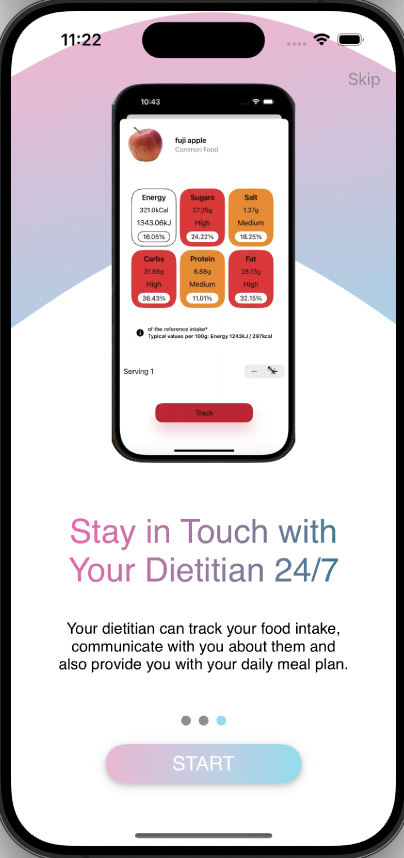 11:22
Skip
10:43
fuji apple
Common Food
Energy
321.0kCal
1343.06kJ
16.05%
Sugars
27.25g
High
24.22%
Salt
1.37g
Medium
18.25%
Carbs
31.88g
High
36.43%
Protein
6.88g
Medium
11.01%
Fat
28.13g
High
32.15%
of the reference intake*
Typical values per 100g: Energy 1243kJ / 297kcal
Serving 1
Track
Stay in Touch with
Your Dietitian 24/7
Your dietitian can track your food intake,
communicate with you about them and
also provide you with your daily meal plan.
START